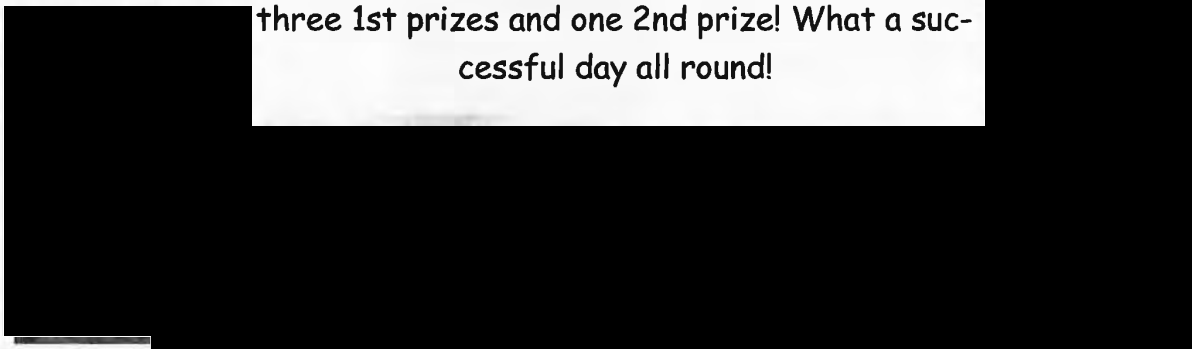 three 1st prizes and one 2nd prize! What a suc-
cessful day all round!